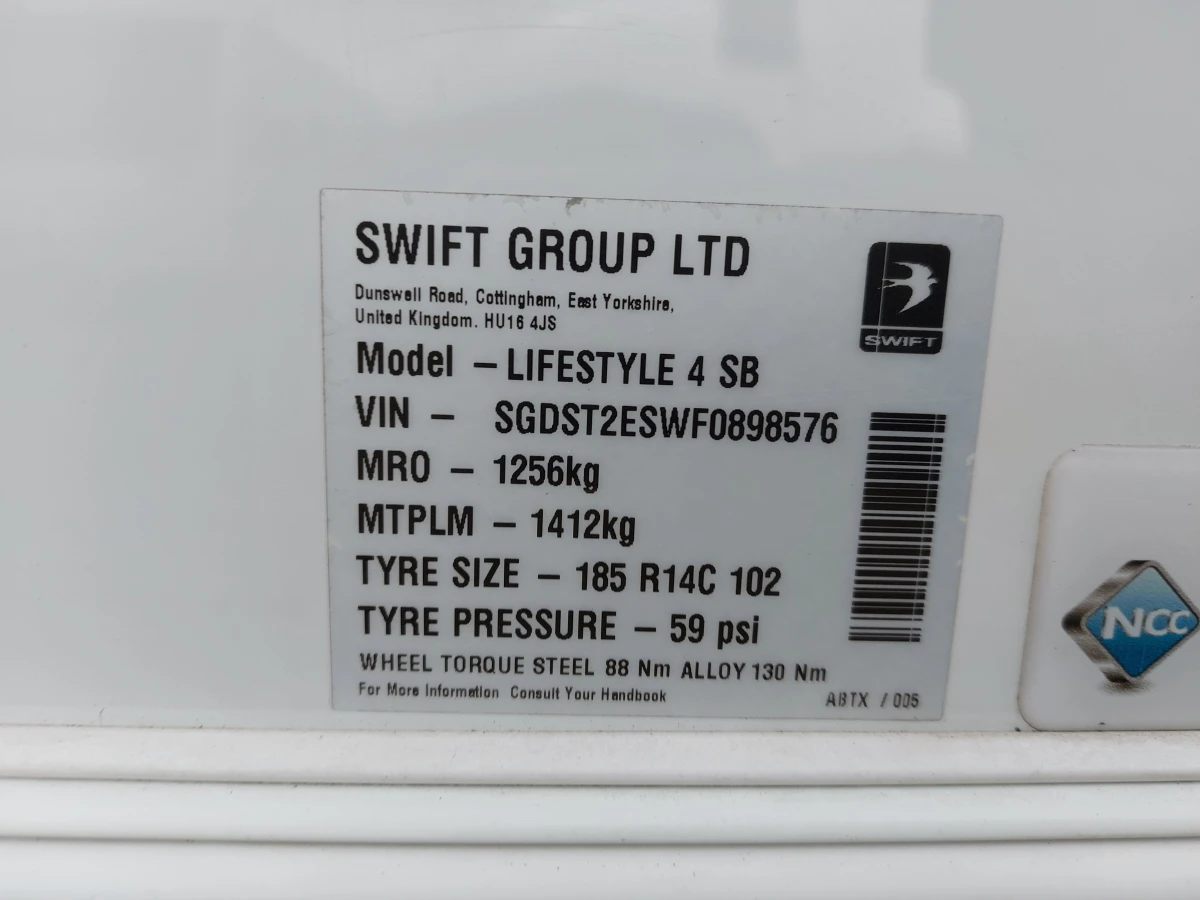 SWIFT GROUP LTD
Dunswell Road, Cottingham, East Yorkshire,
United Kingdom. HU16 4JS
SWIFT
Model – LIFESTYLE 4 SB
VIN – SGDST2ESWF0898576
MRO – 1256kg
MTPLM – 1412kg
TYRE SIZE – 185 R14C 102
TYRE PRESSURE – 59 psi
WHEEL TORQUE STEEL 88 Nm ALLOY 130 Nm
For More Information Consult Your Handbook
ABTX / 005
NCC